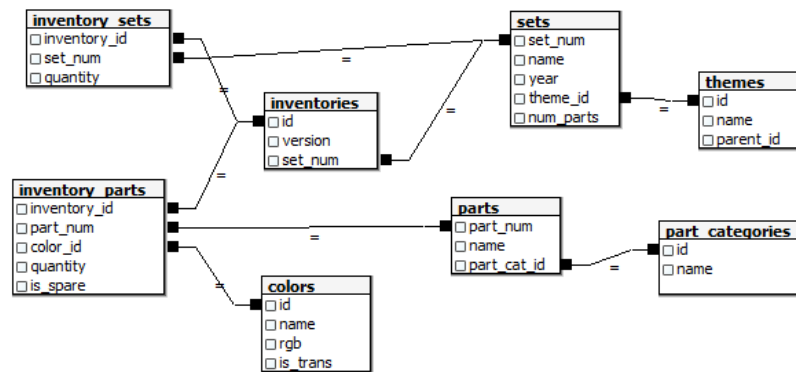 inventory_sets
inventory_id
set_num
quantity
sets
set_num
name
year
theme_id
num_parts
themes
id
name
parent_id
inventories
id
version
set_num
inventory_parts
inventory_id
part_num
color_id
quantity
is_spare
parts
part_num
name
part_cat_id
part_categories
id
name
colors
id
name
rgb
is_trans
=
=
=
=
=
=
=
=